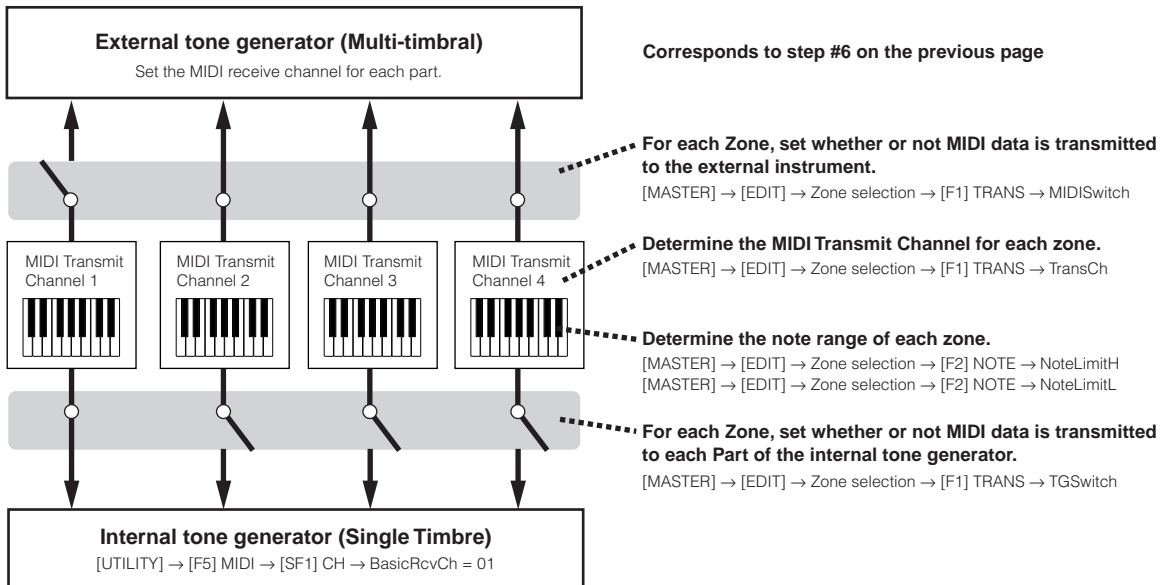 External tone generator (Multi-timbral)
Set the MIDI receive channel for each part.
Corresponds to step #6 on the previous page
For each Zone, set whether or not MIDI data is transmitted
to the external instrument.
[MASTER] → [EDIT] → Zone selection → [F1] TRANS → MIDISwitch
MIDI Transmit
Channel 1
MIDI Transmit
Channel 2
MIDI Transmit
Channel 3
MIDI Transmit
Channel 4
Determine the MIDI Transmit Channel for each zone.
[MASTER] → [EDIT] → Zone selection → [F1] TRANS → TransCh
Determine the note range of each zone.
[MASTER] → [EDIT] → Zone selection → [F2] NOTE → NoteLimitH
[MASTER] → [EDIT] → Zone selection → [F2] NOTE → NoteLimitL
For each Zone, set whether or not MIDI data is transmitted
to each Part of the internal tone generator.
[MASTER] → [EDIT] → Zone selection → [F1] TRANS → TGSwitch
Internal tone generator (Single Timbre)
[UTILITY] → [F5] MIDI → [SF1] CH → BasicRcvCh = 01